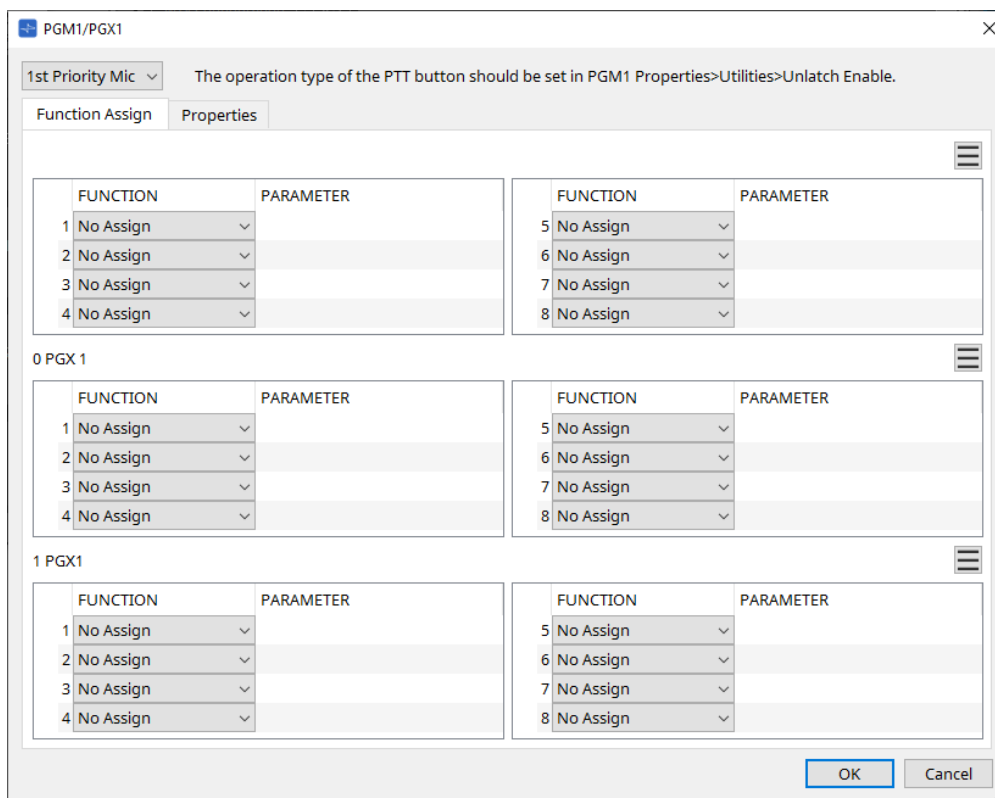 PGM1/PGX1
1st Priority Mic The operation type of the PTT button should be set in PGM1 Properties>Utilities>Unlatch Enable.
Function Assign Properties
FUNCTION PARAMETER FUNCTION PARAMETER
1 No Assign 5 No Assign
2 No Assign 6 No Assign
3 No Assign 7 No Assign
4 No Assign 8 No Assign
0 PGX 1
FUNCTION PARAMETER FUNCTION PARAMETER
1 No Assign 5 No Assign
2 No Assign 6 No Assign
3 No Assign 7 No Assign
4 No Assign 8 No Assign
1 PGX1
FUNCTION PARAMETER FUNCTION PARAMETER
1 No Assign 5 No Assign
2 No Assign 6 No Assign
3 No Assign 7 No Assign
4 No Assign 8 No Assign
OK Cancel